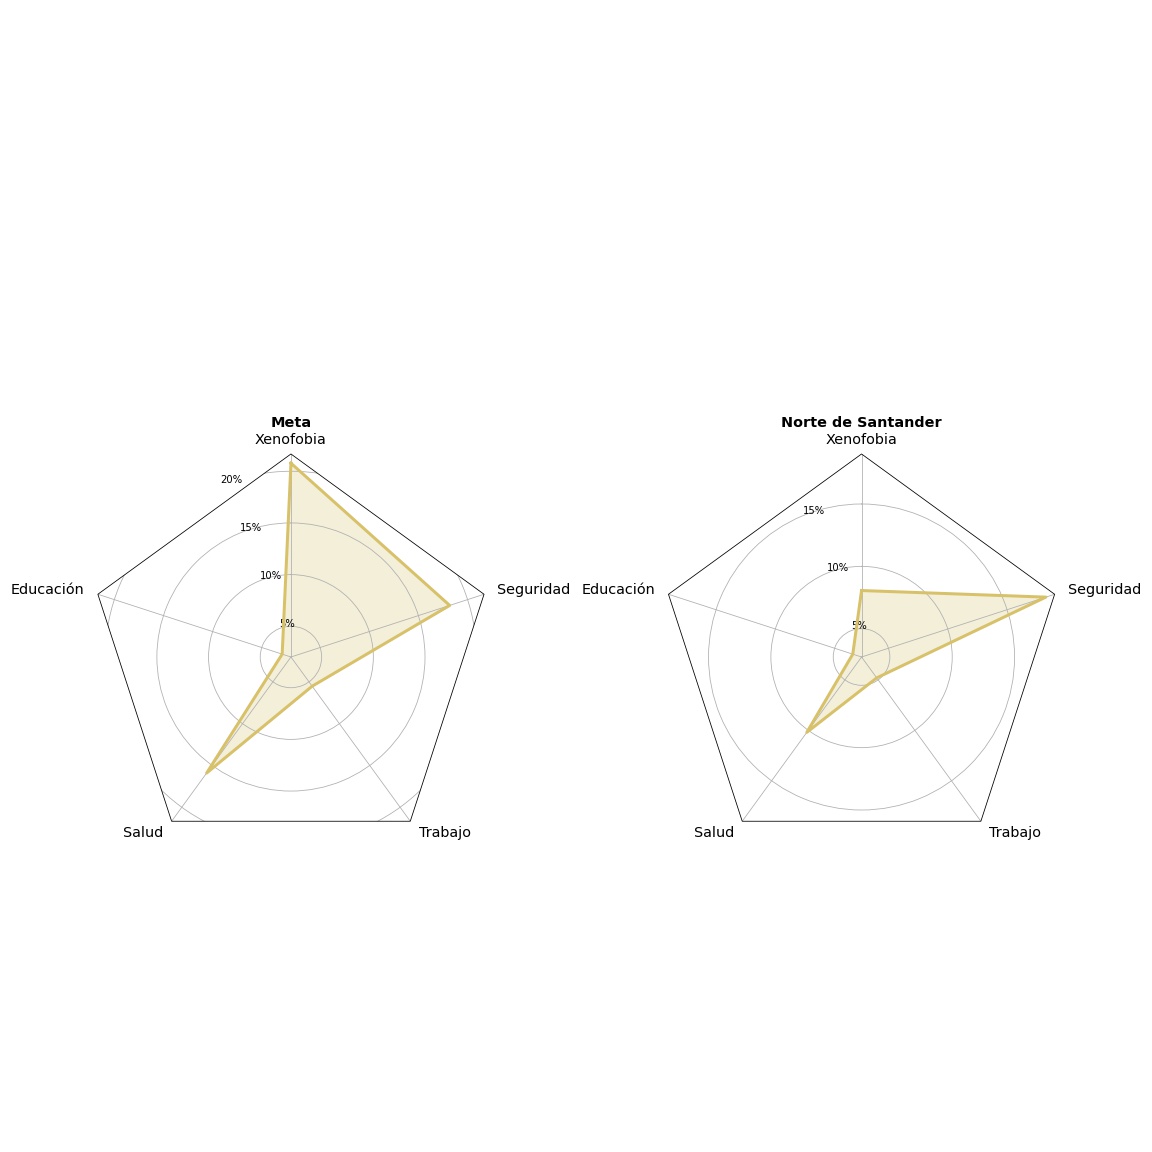 Meta
Xenofobia
20%
15%
10%
5%
Educación
Seguridad
Salud
Trabajo
Norte de Santander
Xenofobia
15%
10%
5%
Educación
Seguridad
Salud
Trabajo